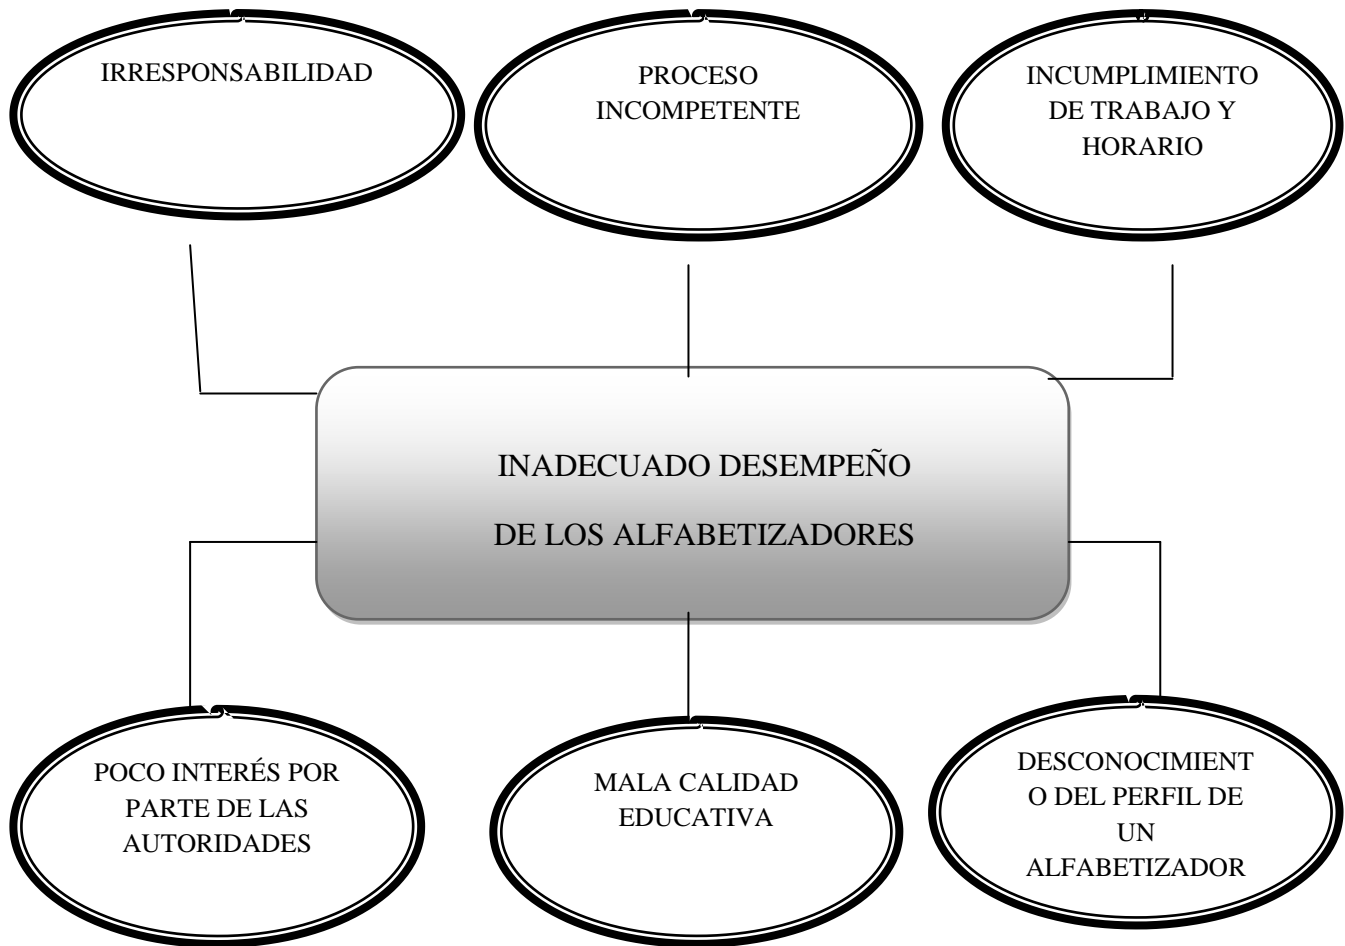 IRRESPONSABILIDAD
PROCESO
INCOMPETENTE
INCUMPLIMIENTO
DE TRABAJO Y
HORARIO
INADECUADO DESEMPEÑO
DE LOS ALFABETIZADORES
POCO INTERÉS POR
PARTE DE LAS
AUTORIDADES
MALA CALIDAD
EDUCATIVA
DESCONOCIMIENT
O DEL PERFIL DE
UN
ALFABETIZADOR